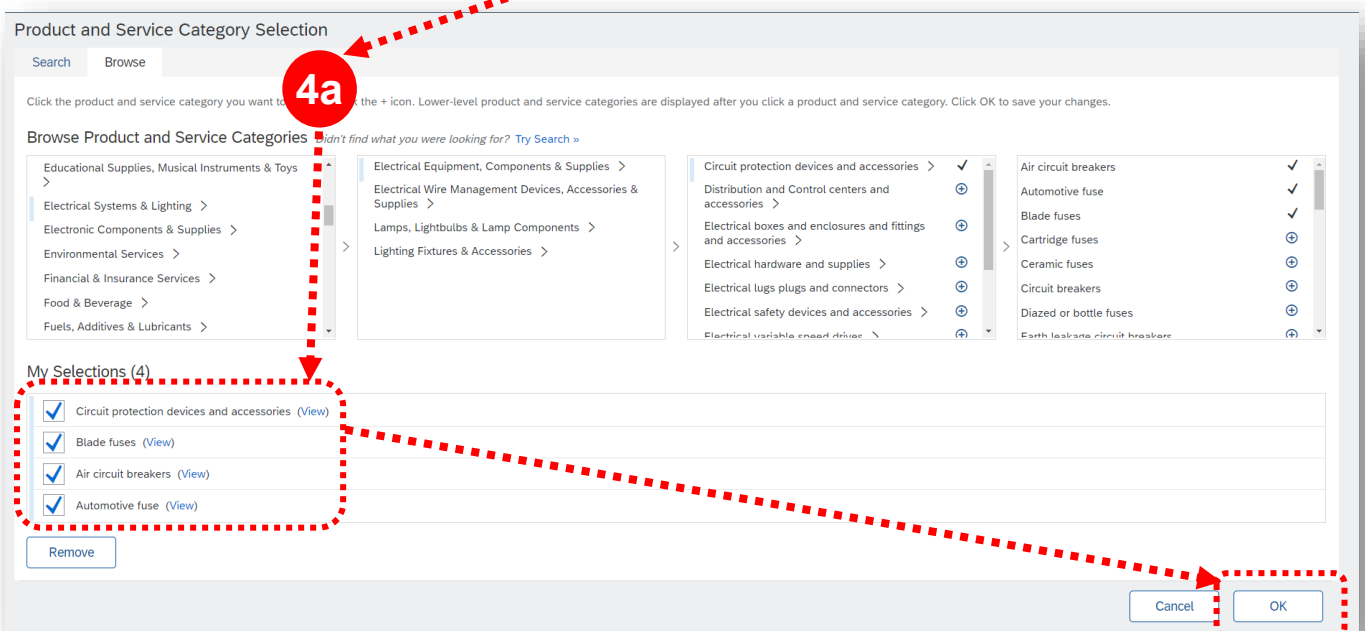 Product and Service Category Selection
Search Browse
4a
Click the product and service category you want to the + icon. Lower-level product and service categories are displayed after you click a product and service category. Click OK to save your changes.
Browse Product and Service Categories Didn't find what you were looking for? Try Search »
Educational Supplies, Musical Instruments & Toys
>
Electrical Systems & Lighting >
Electronic Components & Supplies >
Environmental Services >
Financial & Insurance Services >
Food & Beverage >
Fuels, Additives & Lubricants >
Electrical Equipment, Components & Supplies >
Electrical Wire Management Devices, Accessories &
Supplies >
Lamps, Lightbulbs & Lamp Components >
Lighting Fixtures & Accessories >
Circuit protection devices and accessories >
Distribution and Control centers and
accessories >
Electrical boxes and enclosures and fittings
and accessories >
Electrical hardware and supplies >
Electrical lugs plugs and connectors >
Electrical safety devices and accessories >
Electrical variable speed drives >
Air circuit breakers
Automotive fuse
Blade fuses
Cartridge fuses
Ceramic fuses
Circuit breakers
Diazed or bottle fuses
Earth leakage circuit breakers
My Selections (4)
Circuit protection devices and accessories (View)
Blade fuses (View)
Air circuit breakers (View)
Automotive fuse (View)
Remove
Cancel OK